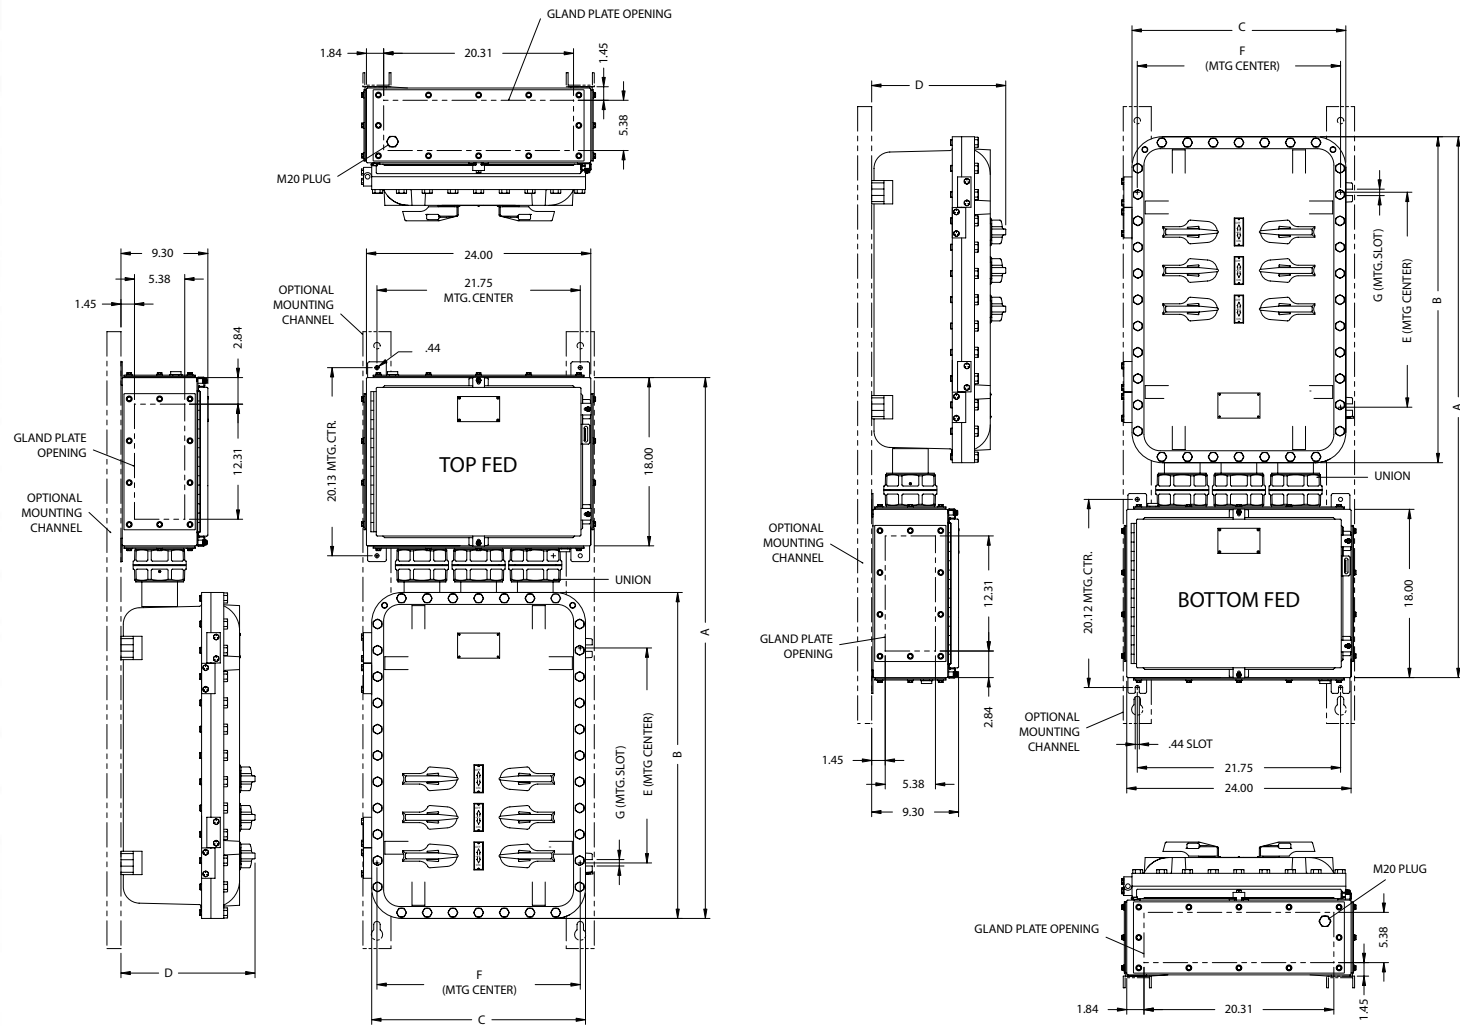 GLAND PLATE OPENING
1.84
20.31
1.45
5.38
M20 PLUG
9.30
5.38
1.45
2.84
24.00
21.75
MTG. CENTER
OPTIONAL
MOUNTING
CHANNEL
.44
GLAND PLATE
OPENING
12.31
OPTIONAL
MOUNTING
CHANNEL
20.13 MTG.CTR.
TOP FED
18.00
UNION
A
B
E (MTG CENTER)
G (MTG.SLOT)
D
F
(MTG CENTER)
C
C
F
(MTG CENTER)
D
G (MTG.SLOT)
E (MTG CENTER)
B
A
UNION
OPTIONAL
MOUNTING
CHANNEL
12.31
20.12 MTG.CTR.
BOTTOM FED
18.00
GLAND PLATE
OPENING
2.84
OPTIONAL
MOUNTING
CHANNEL
.44 SLOT
1.45
5.38
9.30
21.75
24.00
M20 PLUG
GLAND PLATE OPENING
5.38
1.84
20.31
1.45